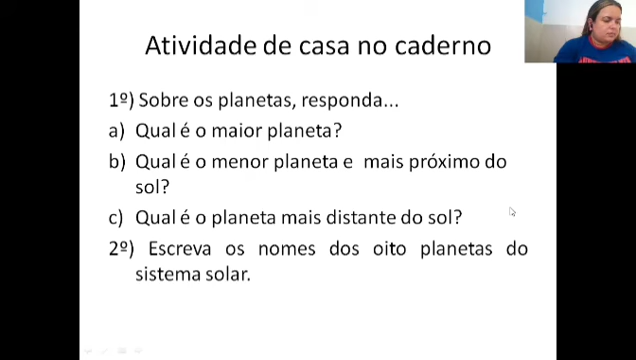 Atividade de casa no caderno
1º) Sobre os planetas, responda...
a) Qual é o maior planeta?
b) Qual é o menor planeta e mais próximo do
sol?
c) Qual é o planeta mais distante do sol?
2º) Escreva os nomes dos oito planetas do
sistema solar.